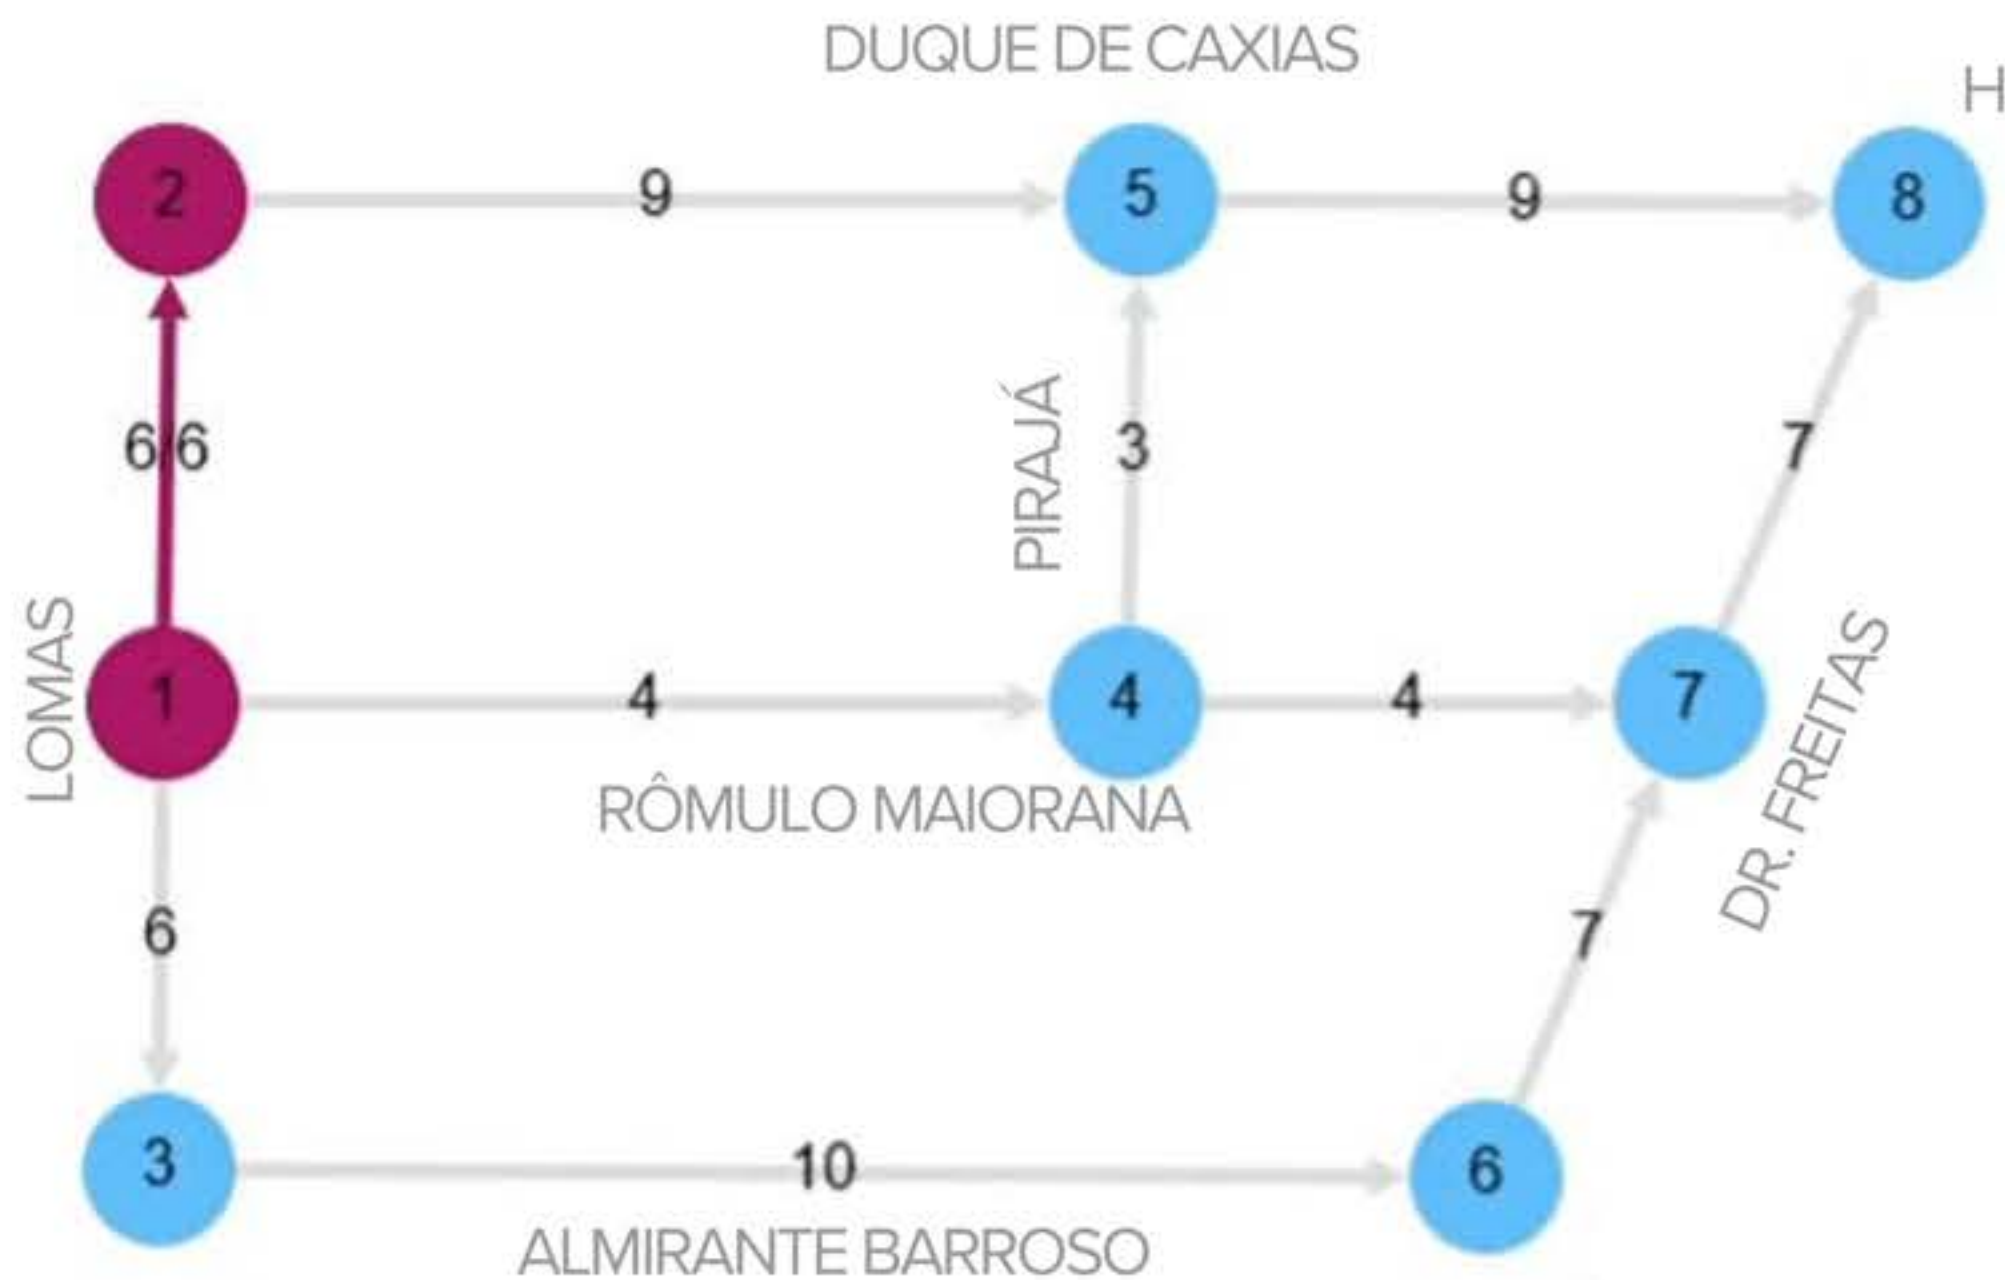 DUQUE DE CAXIAS
H
2
9
5
9
8
6/6
PIRAJÁ
3
7
LOMAS
1
4
4
4
7
RÔMULO MAIORANA
DR. FREITAS
6
7
3
10
6
ALMIRANTE BARROSO